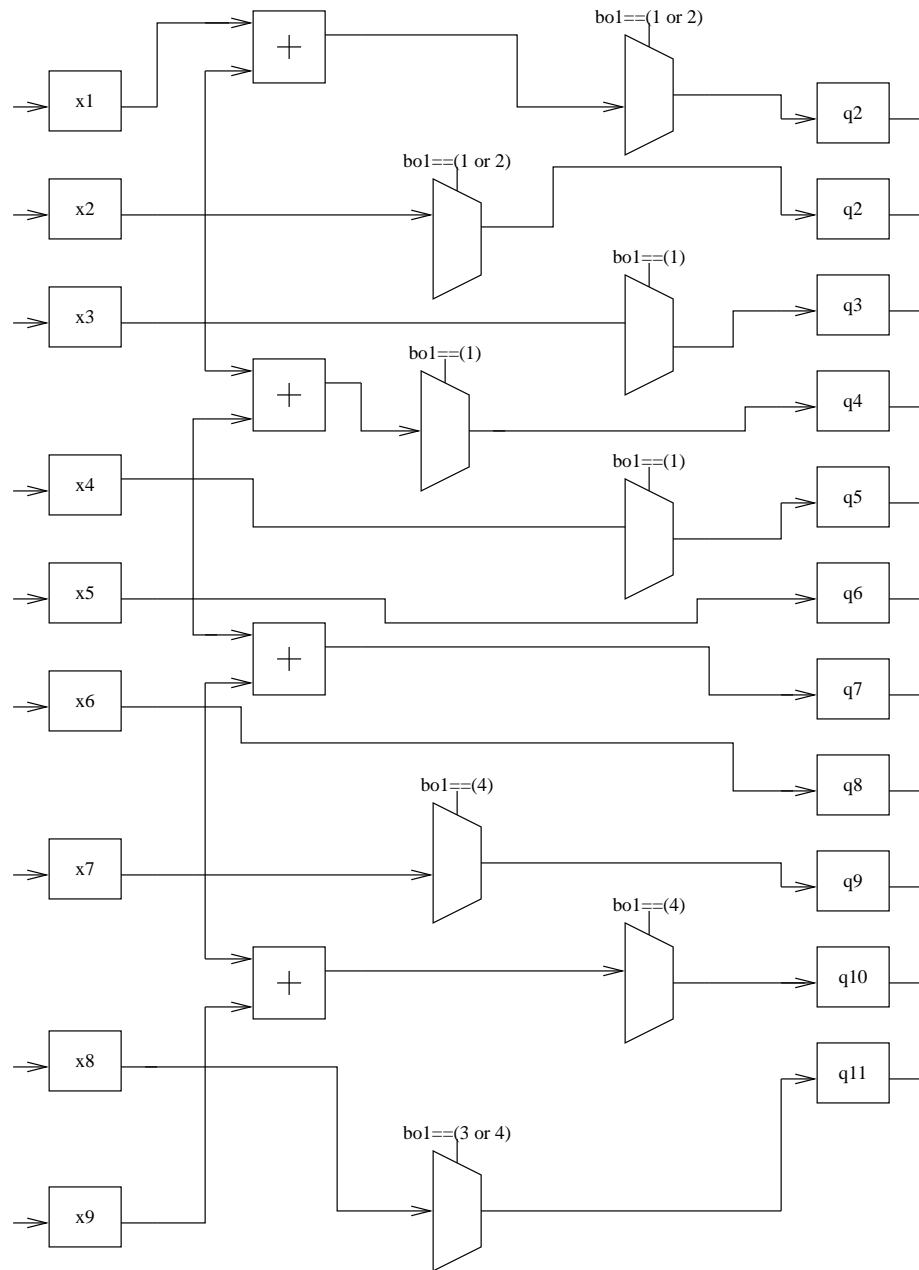 bo1==(1 or 2)
+
x1
q2
bo1==(1 or 2)
x2
q2
bo1==(1)
x3
q3
bo1==(1)
+
q4
bo1==(1)
x4
q5
x5
q6
+
x6
q7
bo1==(4)
q8
x7
q9
bo1==(4)
+
q10
x8
q11
bo1==(3 or 4)
x9